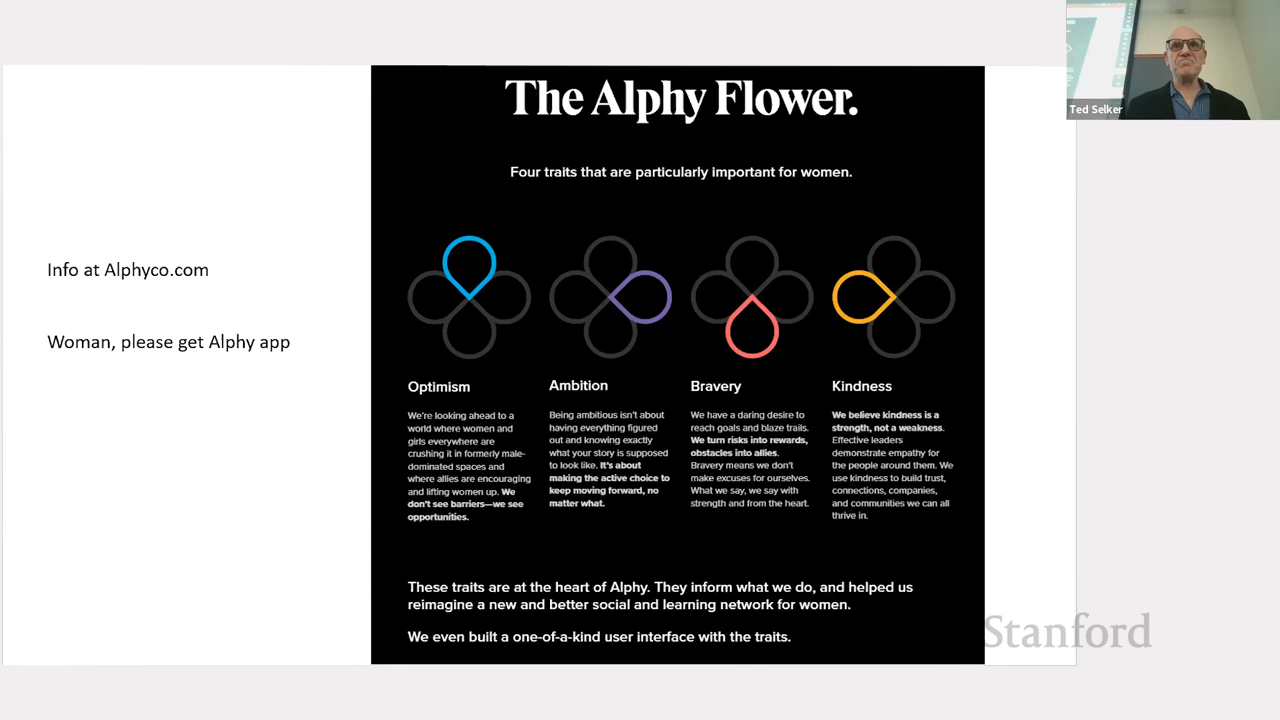 The Alphy Flower.
Four traits that are particularly important for women.
Ted Selker
Info at Alphyco.com
Woman, please get Alphy app
Optimism
We're looking ahead to a
world where women and
girls everywhere are
crushing it in formerly male-
dominated spaces and
where allies are encouraging
and lifting women up. We
don't see barriers—we see
opportunities.
Ambition
Being ambitious isn't about
having everything figured
out and knowing exactly
what your story is supposed
to look like. It's about
making the active choice to
keep moving forward, no
matter what.
Bravery
We have a daring desire to
reach goals and blaze trails.
We turn risks into rewards,
obstacles into allies.
Bravery means we don't
make excuses for ourselves.
What we say, we say with
strength and from the heart.
Kindness
We believe kindness is a
strength, not a weakness.
Effective leaders
demonstrate empathy for
the people around them. We
use kindness to build trust,
connections, companies,
and communities we can all
thrive in.
These traits are at the heart of Alphy. They inform what we do, and helped us
reimagine a new and better social and learning network for women.
We even built a one-of-a-kind user interface with the traits.
Stanford